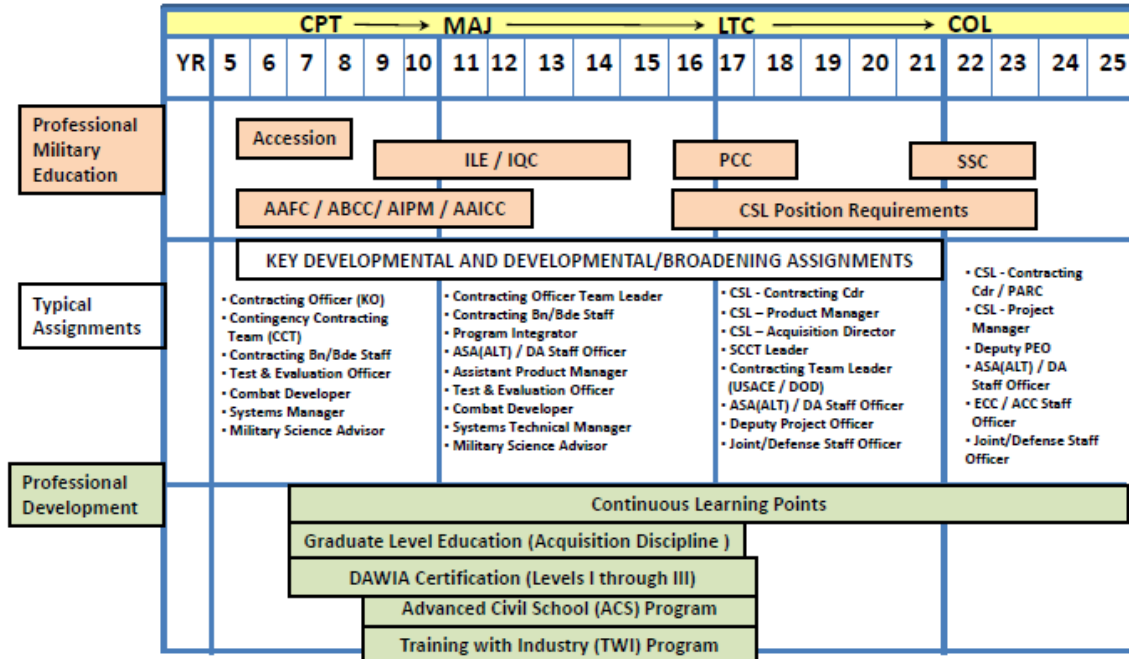 CPT MAJ LTC COL
YR 5 6 7 8 9 10 11 12 13 14 15 16 17 18 19 20 21 22 23 24 25
Professional
Military
Education
Accession
ILE / IQC
PCC
SSC
AAFC / ABCC/ AIPM / AAICC
CSL Position Requirements
KEY DEVELOPMENTAL AND DEVELOPMENTAL/BROADENING ASSIGNMENTS
Typical
Assignments
• Contracting Officer (KO)
• Contingency Contracting
Team (CCT)
• Contracting Bn/Bde Staff
• Test & Evaluation Officer
• Combat Developer
• Systems Manager
• Military Science Advisor
• Contracting Officer Team Leader
• Contracting Bn/Bde Staff
• Program Integrator
• ASA(ALT) / DA Staff Officer
• Assistant Product Manager
• Test & Evaluation Officer
• Combat Developer
• Systems Technical Manager
• Military Science Advisor
• CSL - Contracting Cdr
• CSL – Product Manager
• CSL – Acquisition Director
• SCCT Leader
• Contracting Team Leader
(USACE / DOD)
• ASA(ALT) / DA Staff Officer
• Deputy Project Officer
• Joint/Defense Staff Officer
• CSL - Contracting
Cdr / PARC
• CSL - Project
Manager
• Deputy PEO
• ASA(ALT) / DA
Staff Officer
• ECC / ACC Staff
Officer
• Joint/Defense Staff
Officer
Professional
Development
Continuous Learning Points
Graduate Level Education (Acquisition Discipline )
DAWIA Certification (Levels I through III)
Advanced Civil School (ACS) Program
Training with Industry (TWI) Program